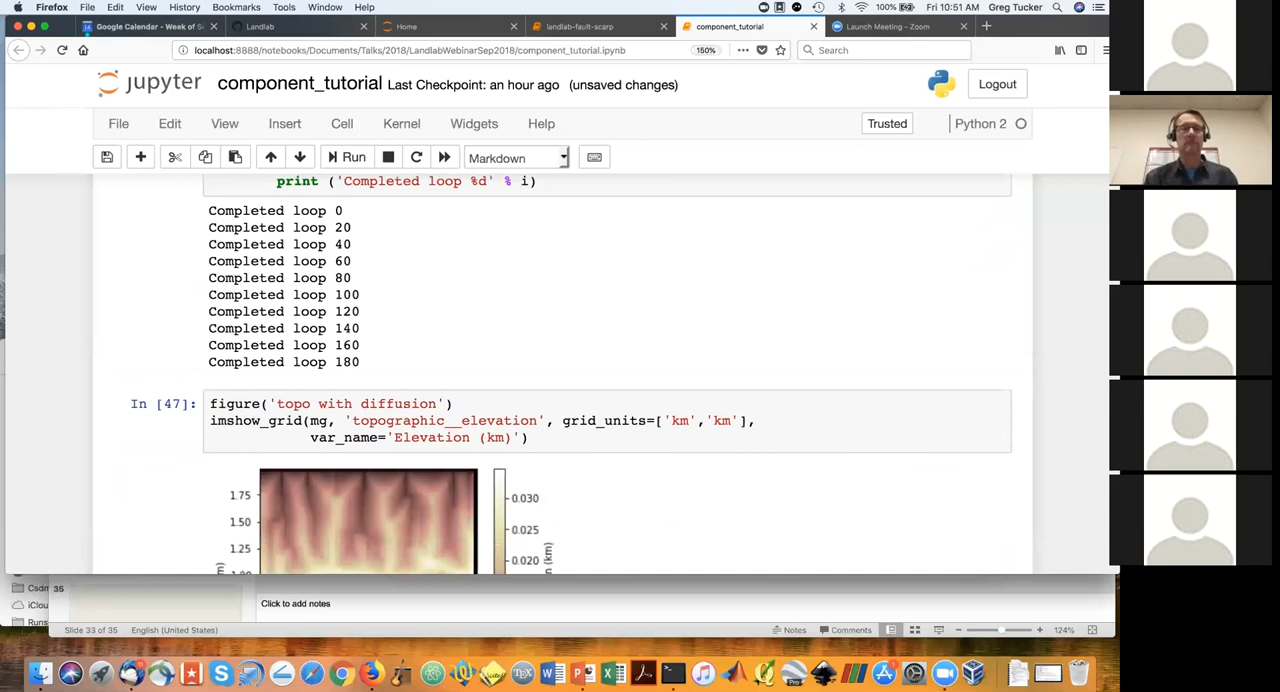 Firefox File Edit View History Bookmarks Tools Window Help 100% Fri 10:51 AM Greg Tucker
Google Calendar - Week of Se Landlab Home landlab-fault-scarp component_tutorial Launch Meeting - Zoom
localhost:8888/notebooks/Documents/Talks/2018/LandlabWebinarSep2018/component_tutorial.ipynb 150% Search
jupyter component_tutorial Last Checkpoint: an hour ago (unsaved changes) Logout
File Edit View Insert Cell Kernel Widgets Help Trusted Python 2
Run Markdown
print ('Completed loop %d' % i)
Completed loop 0
Completed loop 20
Completed loop 40
Completed loop 60
Completed loop 80
Completed loop 100
Completed loop 120
Completed loop 140
Completed loop 160
Completed loop 180
In [47]: figure('topo with diffusion')
imshow_grid(mg, 'topographic__elevation', grid_units=['km','km'],
var_name='Elevation (km)')
1.75 0.030
1.50 0.025
1.25 0.020
(km)
Csdm 35
iClou Click to add notes
Runs
Slide 33 of 35 English (United States) Notes Comments 124%